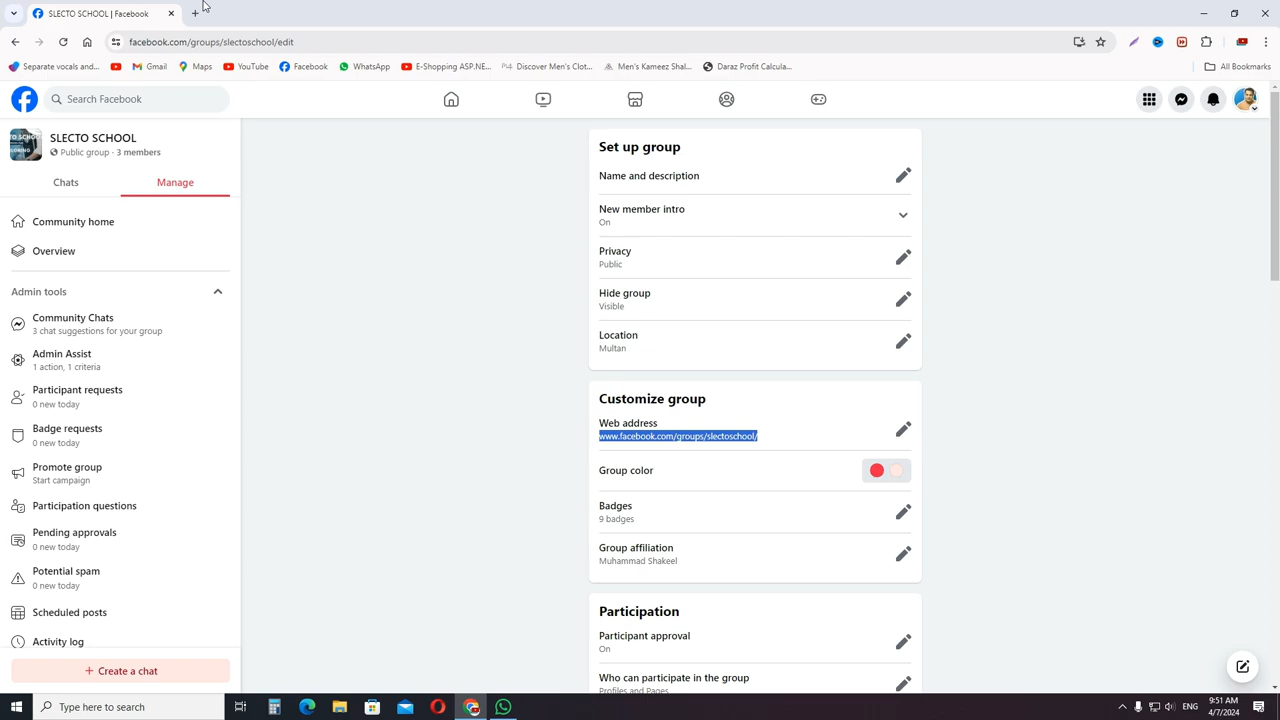 SLECTO SCHOOL | Facebook
facebook.com/groups/slectoschool/edit
Separate vocals and...
Gmail
Maps
YouTube
Facebook
WhatsApp
E-Shopping ASP.NE...
Discover Men's Clot...
Men's Kameez Shal...
Daraz Profit Calcula...
All Bookmarks
Search Facebook
SLECTO SCHOOL
Public group · 3 members
Chats
Manage
Community home
Overview
Admin tools
Community Chats
3 chat suggestions for your group
Admin Assist
1 action, 1 criteria
Participant requests
0 new today
Badge requests
0 new today
Promote group
Start campaign
Participation questions
Pending approvals
0 new today
Potential spam
0 new today
Scheduled posts
Activity log
+ Create a chat
Set up group
Name and description
New member intro
On
Privacy
Public
Hide group
Visible
Location
Multan
Customize group
Web address
www.facebook.com/groups/slectoschool/
Group color
Badges
9 badges
Group affiliation
Muhammad Shakeel
Participation
Participant approval
On
Who can participate in the group
Profiles and Pages
Type here to search
ENG
9:51 AM
4/7/2024